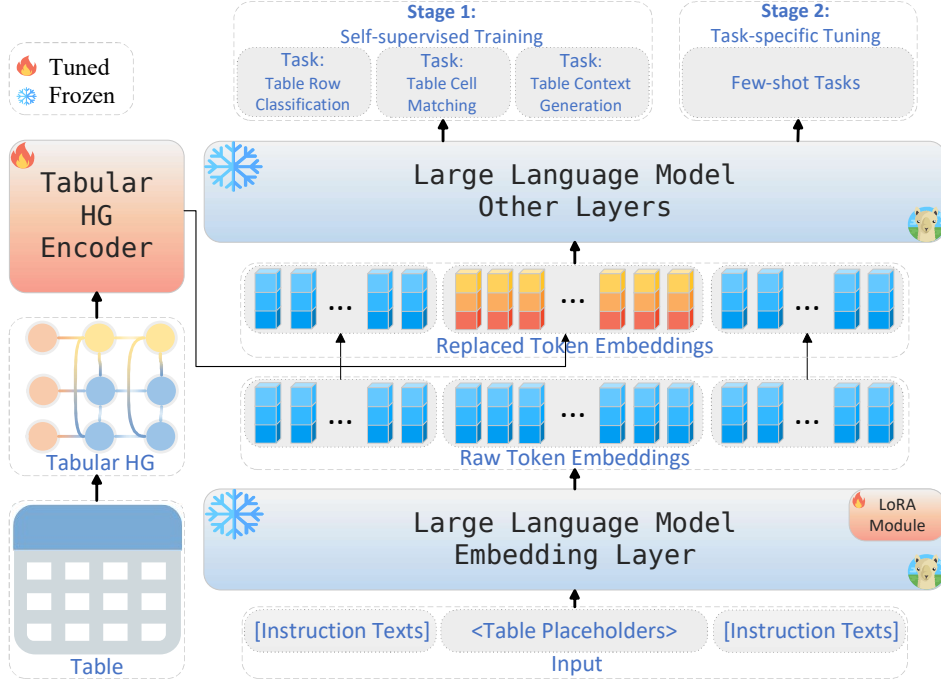 Stage 1:
Self-supervised Training
Task:
Table Row
Classification
Task:
Table Cell
Matching
Task:
Table Context
Generation
Stage 2:
Task-specific Tuning
Few-shot Tasks
Tuned
Frozen
Tabular
HG
Encoder
Large Language Model
Other Layers
...
...
...
Replaced Token Embeddings
Tabular HG
...
...
...
Raw Token Embeddings
Large Language Model
Embedding Layer
LoRA
Module
Table
[Instruction Texts]
<Table Placeholders>
[Instruction Texts]
Input